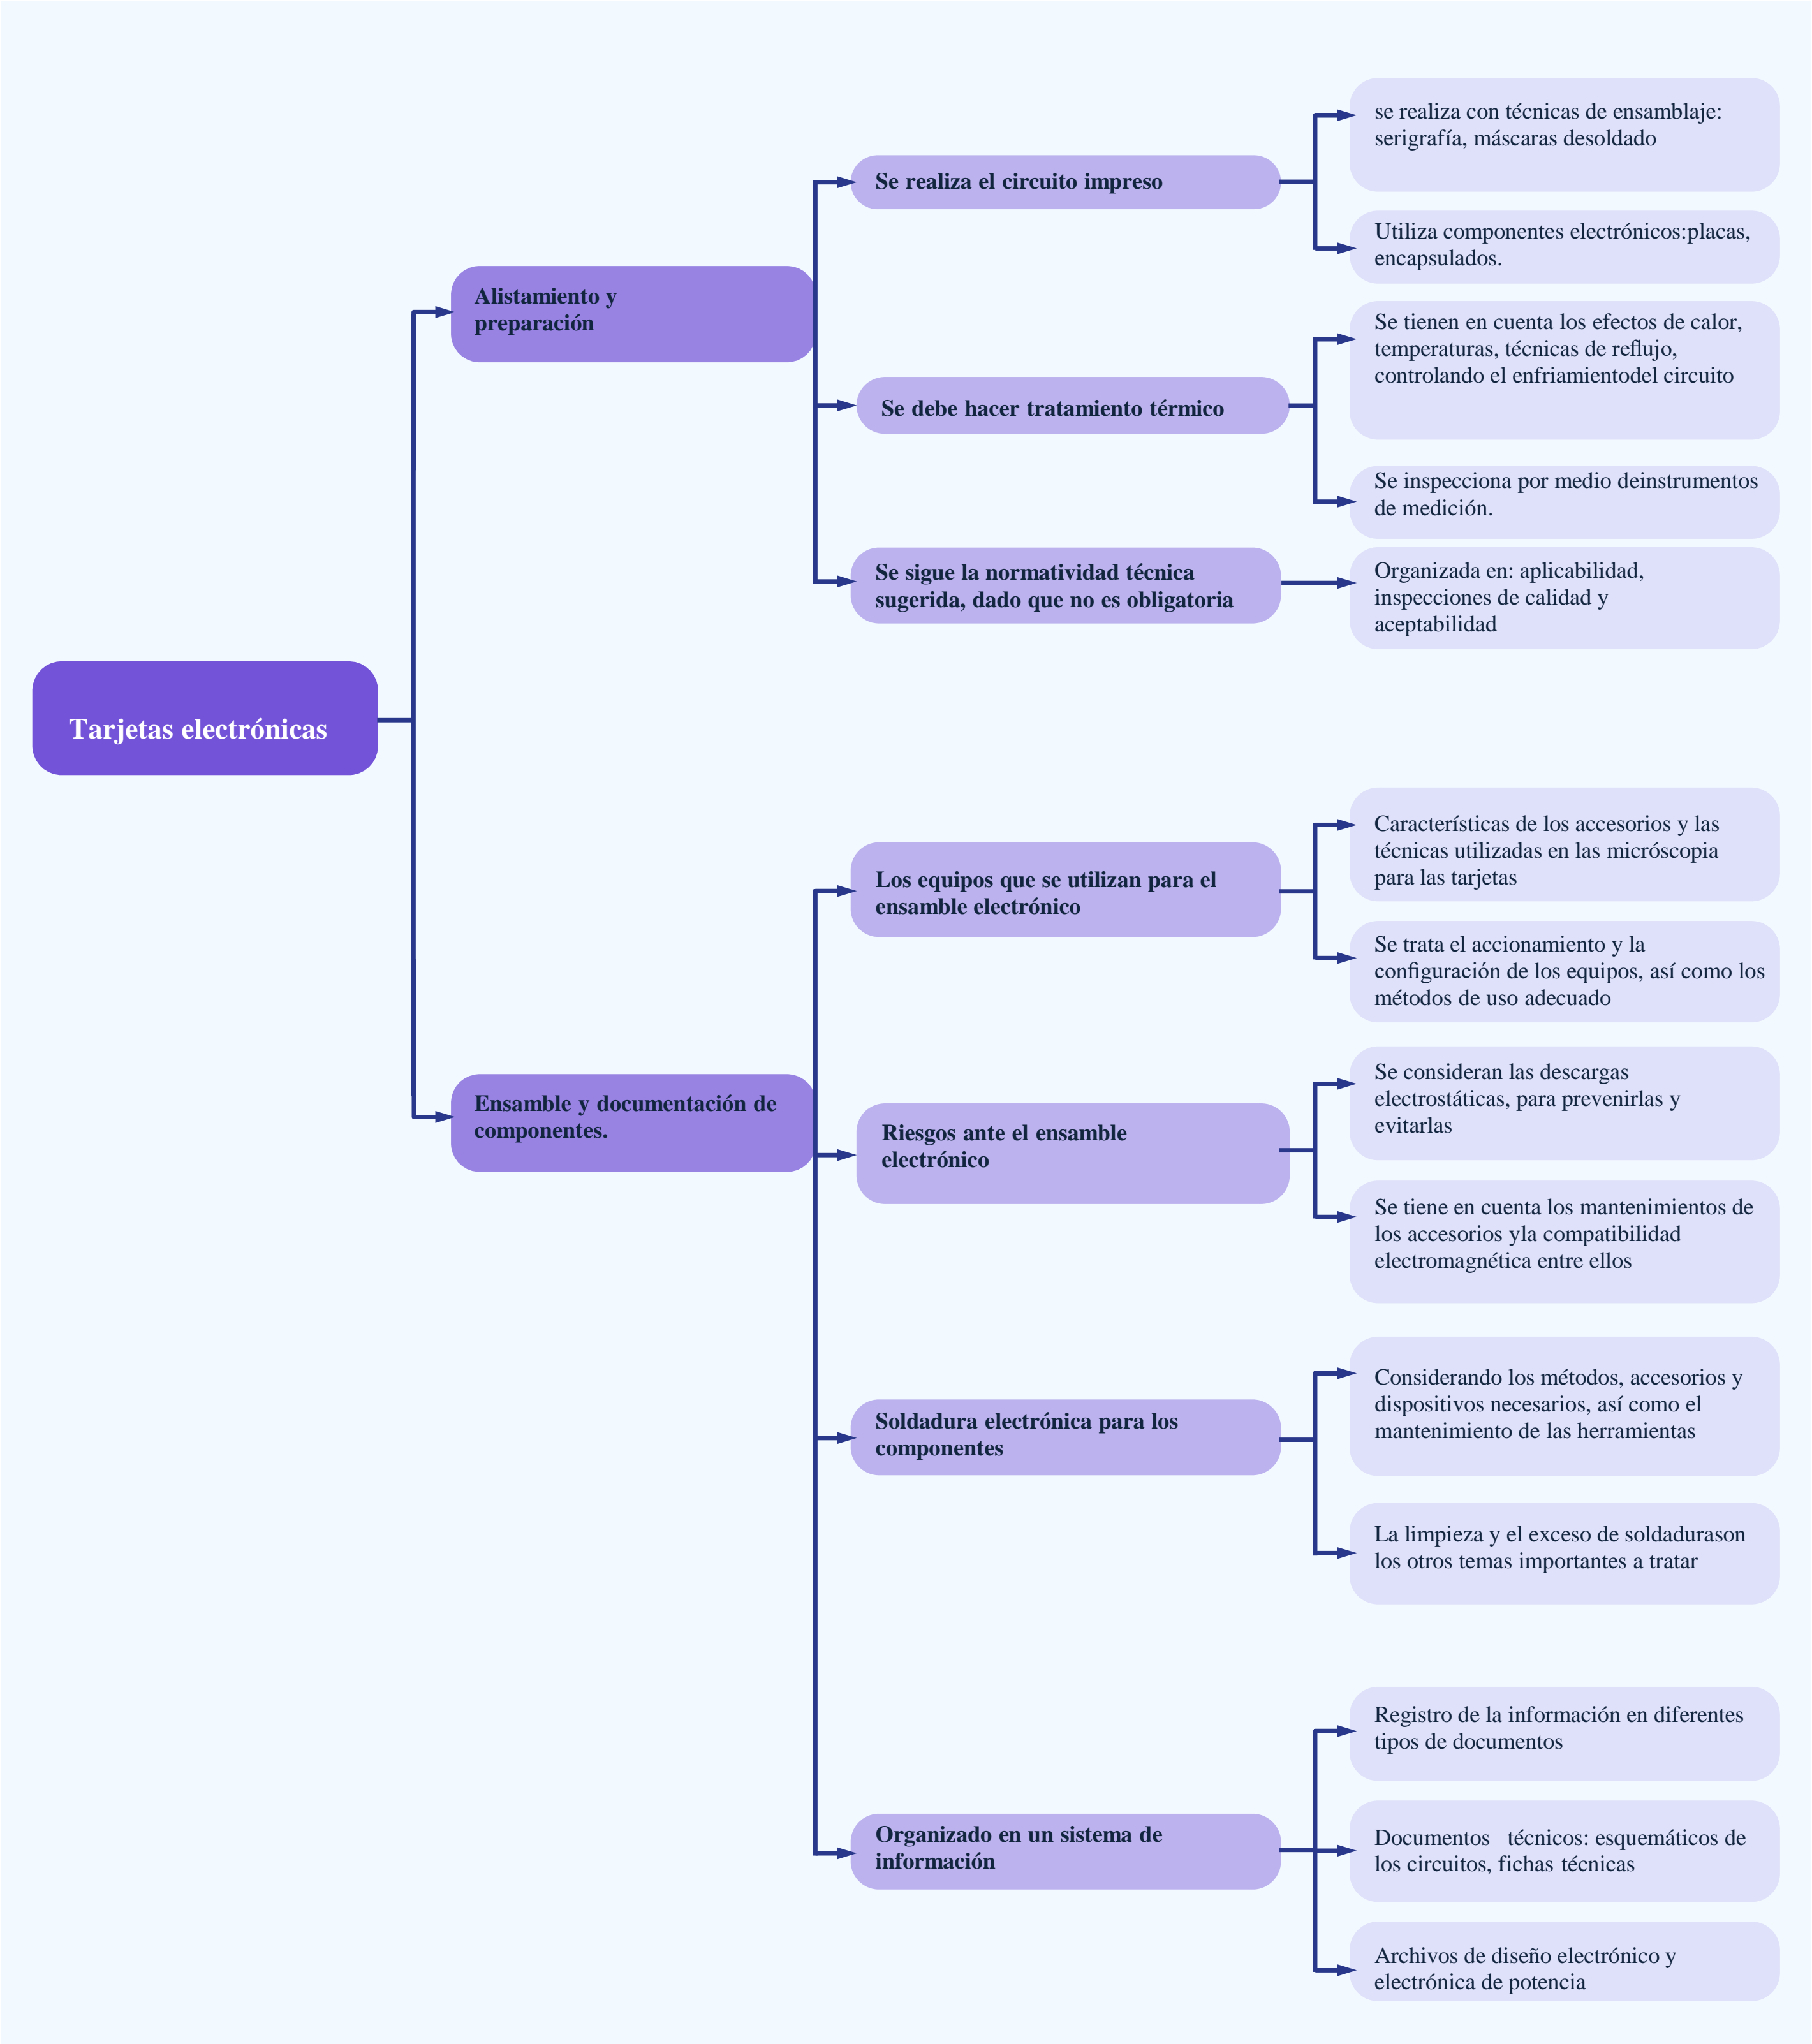 Tarjetas electrónicas
Alistamiento y
preparación
Se realiza el circuito impreso
se realiza con técnicas de ensamblaje:
serigrafía, máscaras desoldado
Utiliza componentes electrónicos:placas,
encapsulados.
Se debe hacer tratamiento térmico
Se tienen en cuenta los efectos de calor,
temperaturas, técnicas de reflujo,
controlando el enfriamientodel circuito
Se inspecciona por medio deinstrumentos
de medición.
Se sigue la normatividad técnica
sugerida, dado que no es obligatoria
Organizada en: aplicabilidad,
inspecciones de calidad y
aceptabilidad
Ensamble y documentación de
componentes.
Los equipos que se utilizan para el
ensamble electrónico
Características de los accesorios y las
técnicas utilizadas en las micróscopia
para las tarjetas
Se trata el accionamiento y la
configuración de los equipos, así como los
métodos de uso adecuado
Riesgos ante el ensamble
electrónico
Se consideran las descargas
electrostáticas, para prevenirlas y
evitarlas
Se tiene en cuenta los mantenimientos de
los accesorios yla compatibilidad
electromagnética entre ellos
Soldadura electrónica para los
componentes
Considerando los métodos, accesorios y
dispositivos necesarios, así como el
mantenimiento de las herramientas
La limpieza y el exceso de soldadurason
los otros temas importantes a tratar
Organizado en un sistema de
información
Registro de la información en diferentes
tipos de documentos
Documentos   técnicos: esquemáticos de
los circuitos, fichas técnicas
Archivos de diseño electrónico y
electrónica de potencia